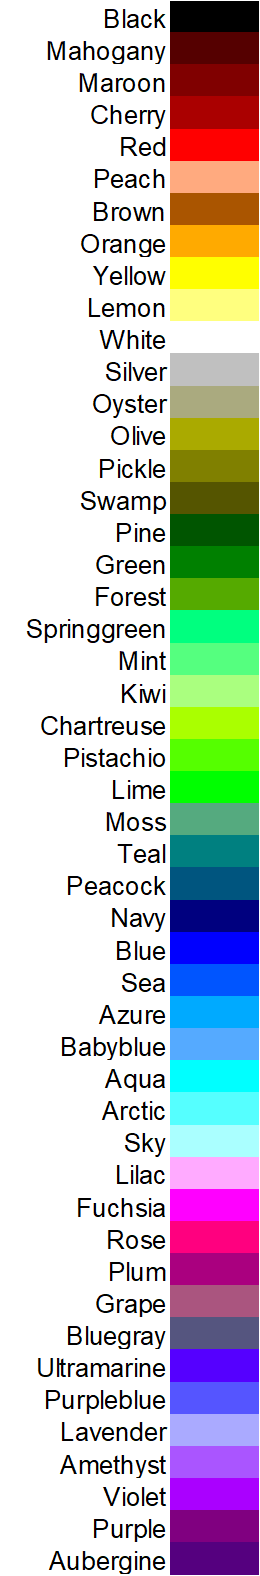 Black
Mahogany
Maroon
Cherry
Red
Peach
Brown
Orange
Yellow
Lemon
White
Silver
Oyster
Olive
Pickle
Swamp
Pine
Green
Forest
Springgreen
Mint
Kiwi
Chartreuse
Pistachio
Lime
Moss
Teal
Peacock
Navy
Blue
Sea
Azure
Babyblue
Aqua
Arctic
Sky
Lilac
Fuchsia
Rose
Plum
Grape
Bluegray
Ultramarine
Purpleblue
Lavender
Amethyst
Violet
Purple
Aubergine